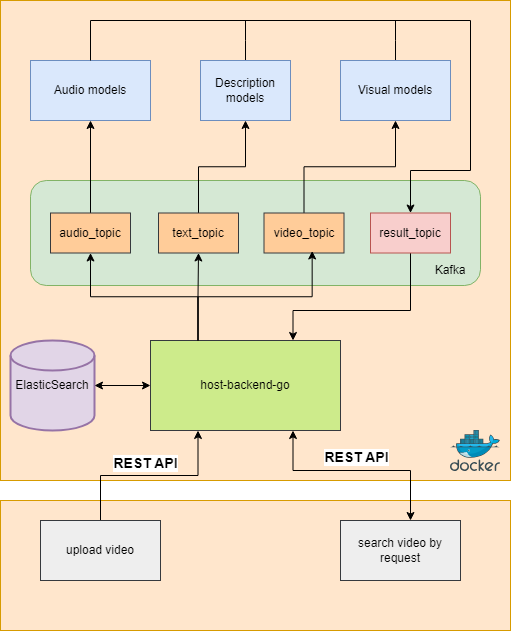 Audio models
Description
models
Visual models
audio_topic
text_topic
video_topic
result_topic
Kafka
ElasticSearch
host-backend-go
docker
REST API
REST API
upload video
search video by
request